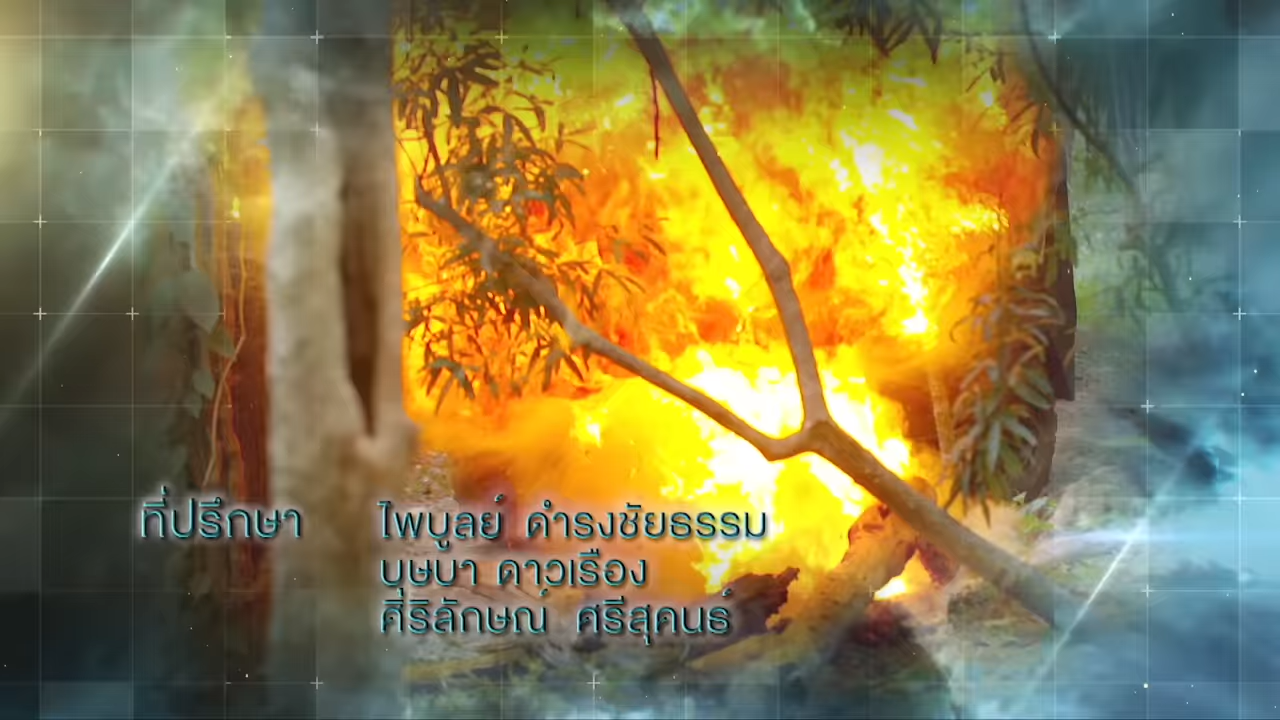 ที่ปรึกษา ไพบูลย์ ดำรงชัยธรรม
บุษบา ดาวเรือง
ศิริลักษณ์ ศรีสุคนธ์